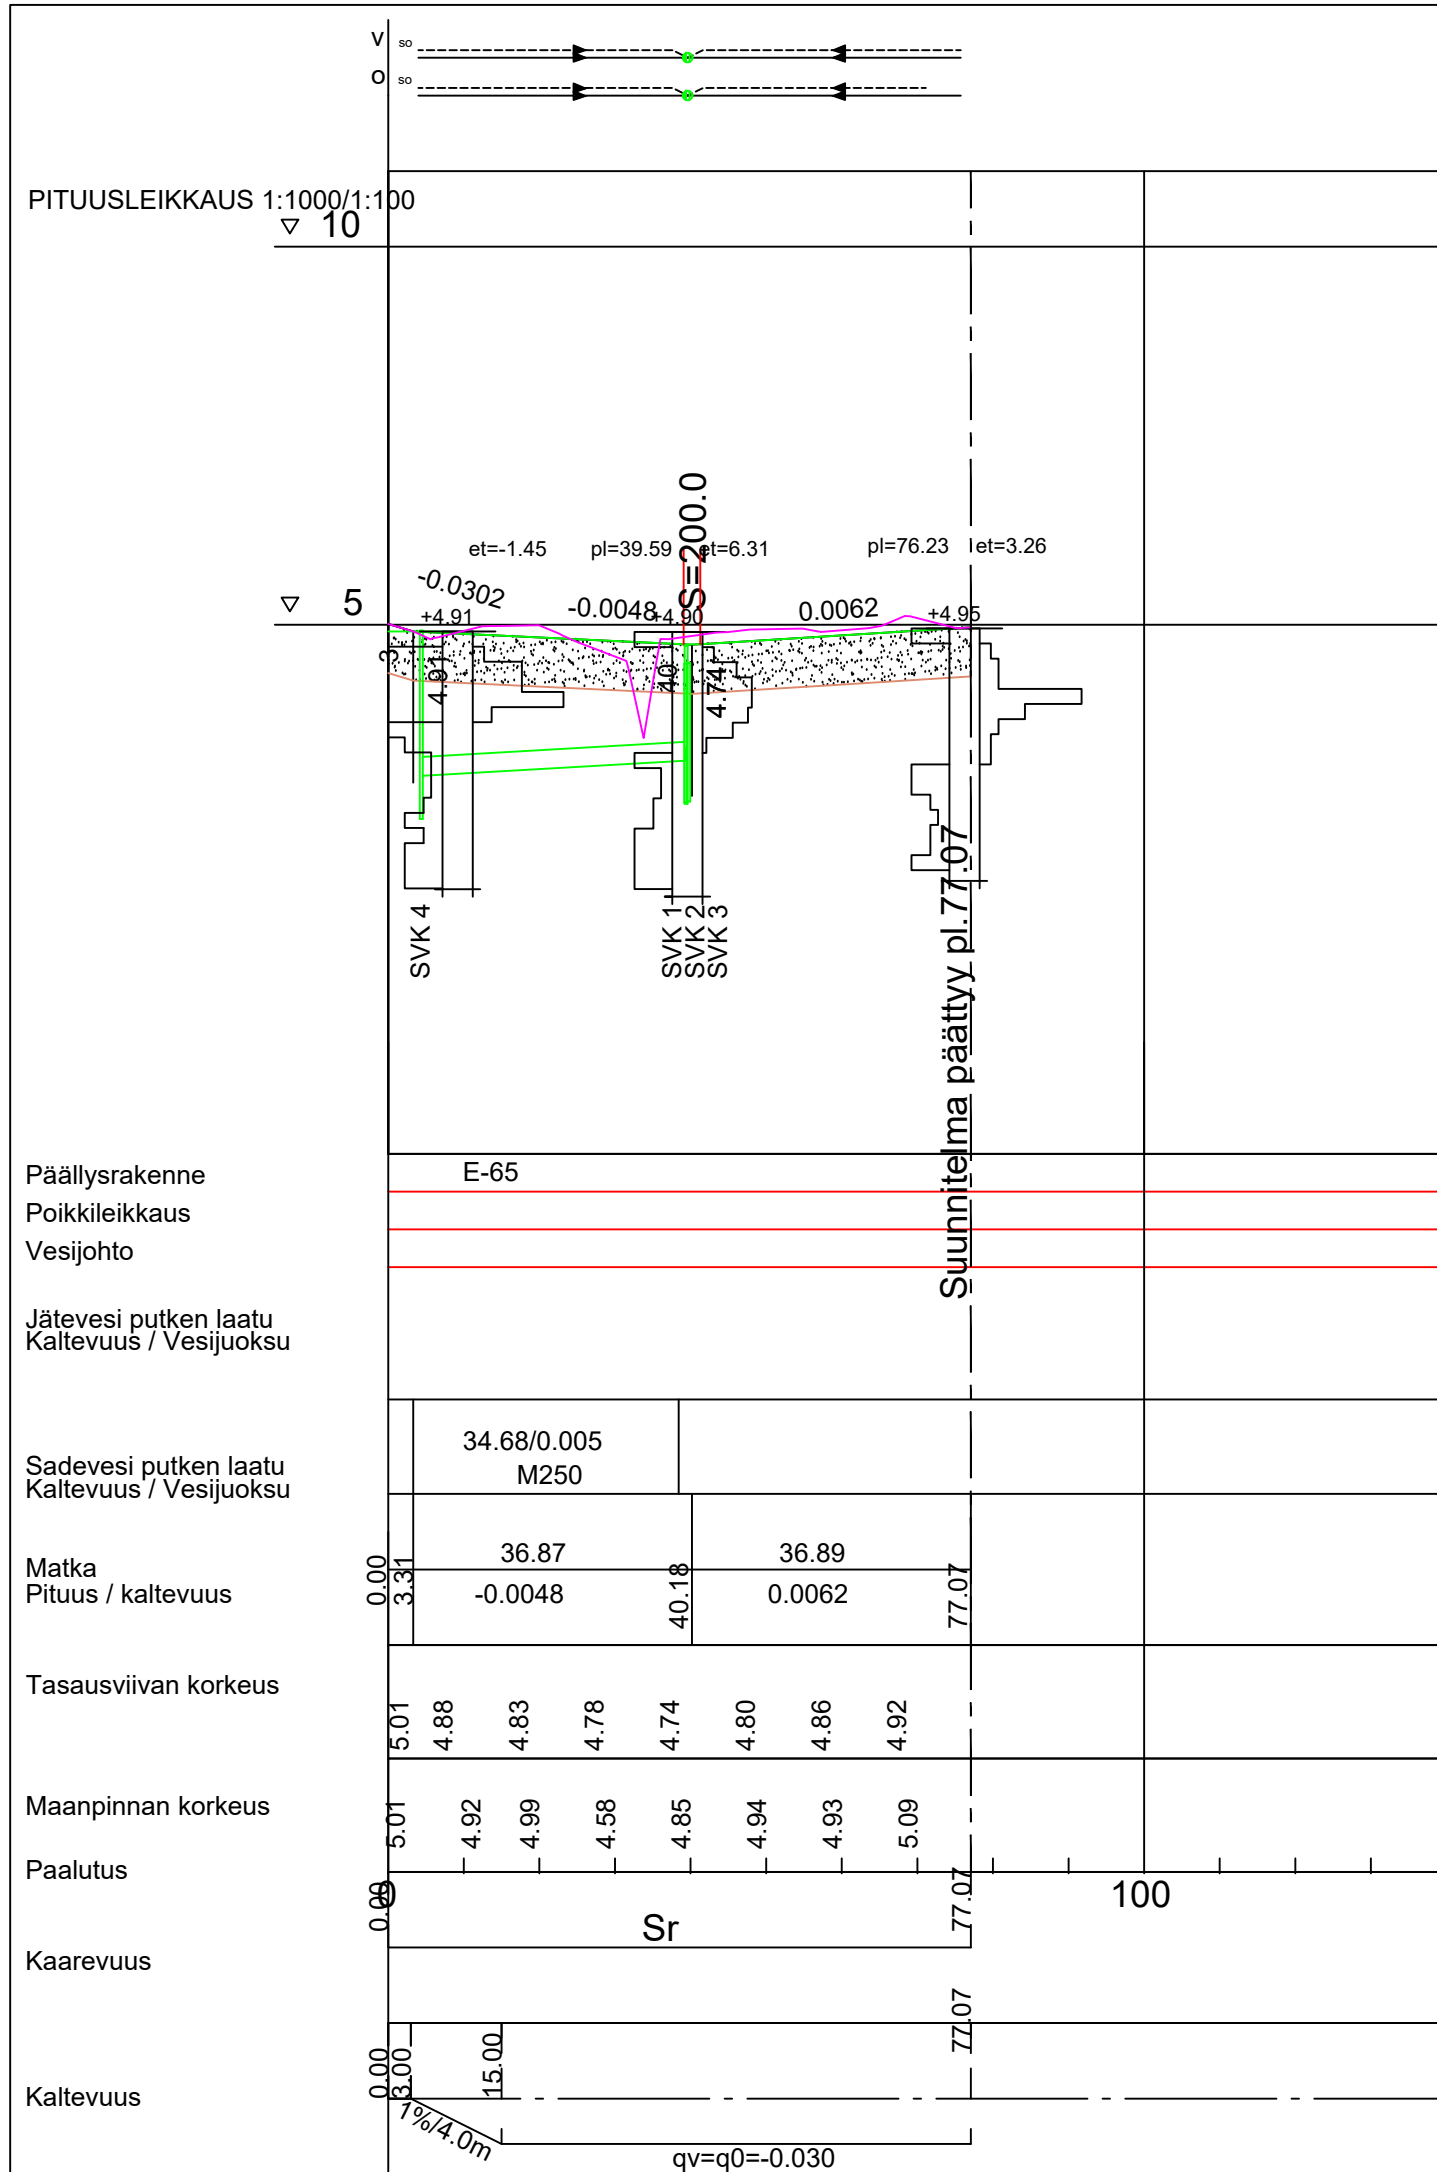 V so
O so
PITUUSLEIKKAUS 1:1000/1:100
10
S=200.0
et=-1.45 pl=39.59 et=6.31 pl=76.23 et=3.26
-0.0302 -0.0048 0.0062
5
+4.91 +4.90 +4.95
3 4.91 40 4.74
SVK 4 SVK 1 SVK 2 SVK 3
Suunnitelma päättyy pl.77.07
Päällysrakenne E-65
Poikkileikkaus
Vesijohto
Jätevesi putken laatu
Kaltevuus / Vesijuoksu
34.68/0.005
Sadevesi putken laatu M250
Kaltevuus / Vesijuoksu
Matka 0.00 3.31 36.87 40.18 36.89 77.07
Pituus / kaltevuus -0.0048 0.0062
Tasausviivan korkeus 5.01 4.88 4.83 4.78 4.74 4.80 4.86 4.92
Maanpinnan korkeus 5.01 4.92 4.99 4.58 4.85 4.94 4.93 5.09
Paalutus
0 100
0.00 Sr 77.07
Kaarevuus
0.00 3.00 15.00 77.07
Kaltevuus
1%/4.0m
qv=q0=-0.030